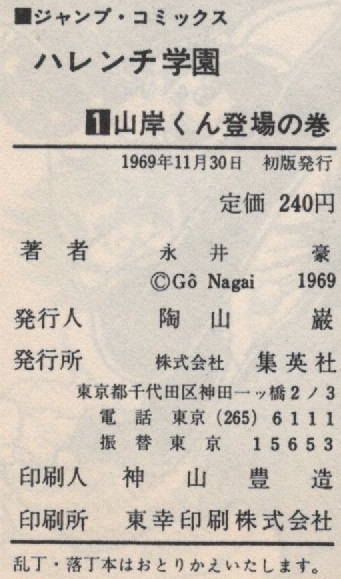 ■ジャンプ・コミックス
ハレンチ学園
1山岸くん登場の巻
1969年11月30日 初版発行
定価 240円
著者 永井 豪
©Gô Nagai 1969
発行人 陶山 巌
発行所 株式会社 集英社
東京都千代田区神田一ッ橋2ノ3
電話 東京(265)6111
振替東京 15653
印刷人 神山豊造
印刷所 東幸印刷株式会社
乱丁・落丁本はおとりかえいたします。